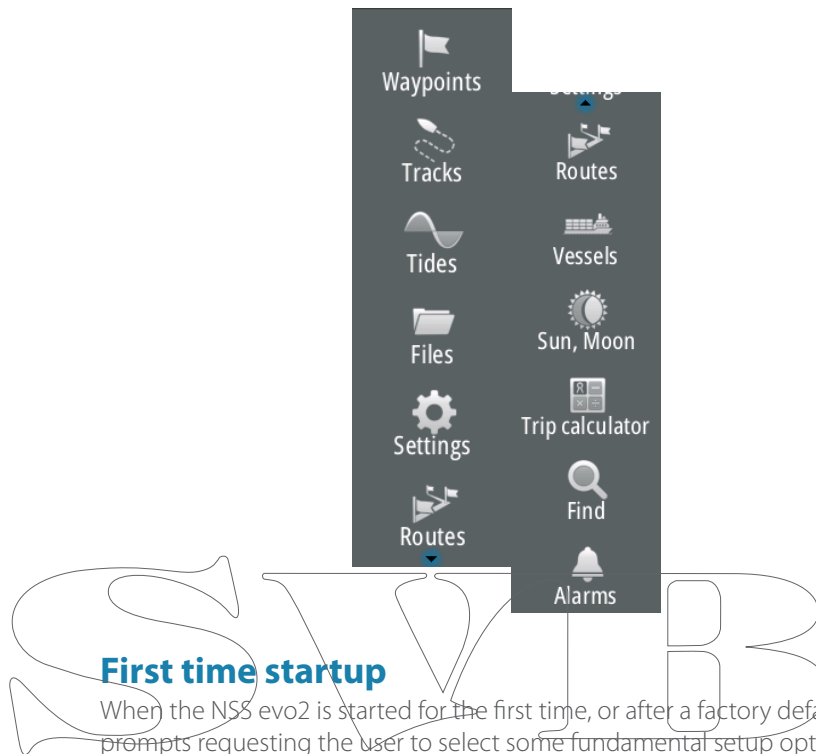 Waypoints
Tracks
Tides
Files
Settings
Routes
Settings
Routes
Vessels
Sun, Moon
Trip calculator
Find
Alarms
SVB
First time startup
When the NSS evo2 is started for the first time, or after a factory defa
prompts requesting the user to select some fundamental setup opt